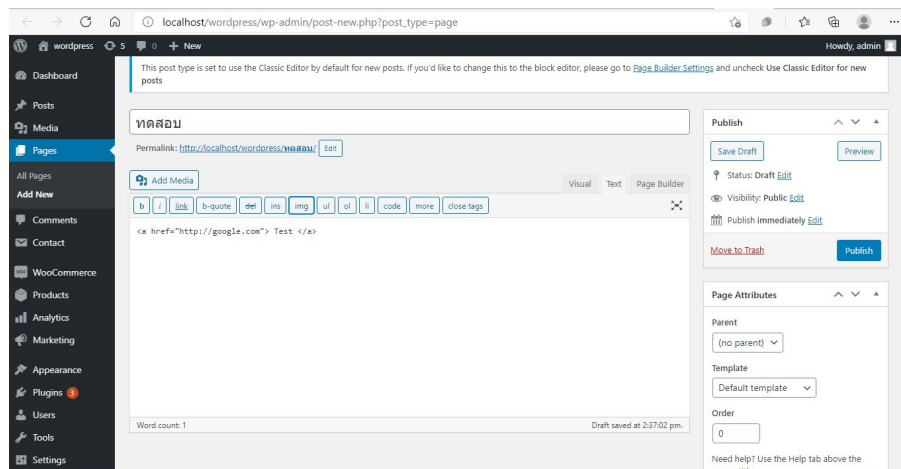 localhost/wordpress/wp-admin/post-new.php?post_type=page
wordpress 5 0 + New Howdy, admin
Dashboard
Posts
Media
Pages
All Pages
Add New
Comments
Contact
WooCommerce
Products
Analytics
Marketing
Appearance
Plugins 3
Users
Tools
Settings
This post type is set to use the Classic Editor by default for new posts. If you'd like to change this to the block editor, please go to Page Builder Settings and uncheck Use Classic Editor for new
posts
ทดสอบ
Permalink: http://localhost/wordpress/ทดสอบ/ Edit
Add Media
Visual Text Page Builder
b i link b-quote del ins img ul ol li code more close tags
<a href="http://google.com"> Test </a>
Word count: 1 Draft saved at 2:37:02 pm.
Publish
Save Draft Preview
Status: Draft Edit
Visibility: Public Edit
Publish immediately Edit
Move to Trash Publish
Page Attributes
Parent
(no parent)
Template
Default template
Order
0
Need help? Use the Help tab above the